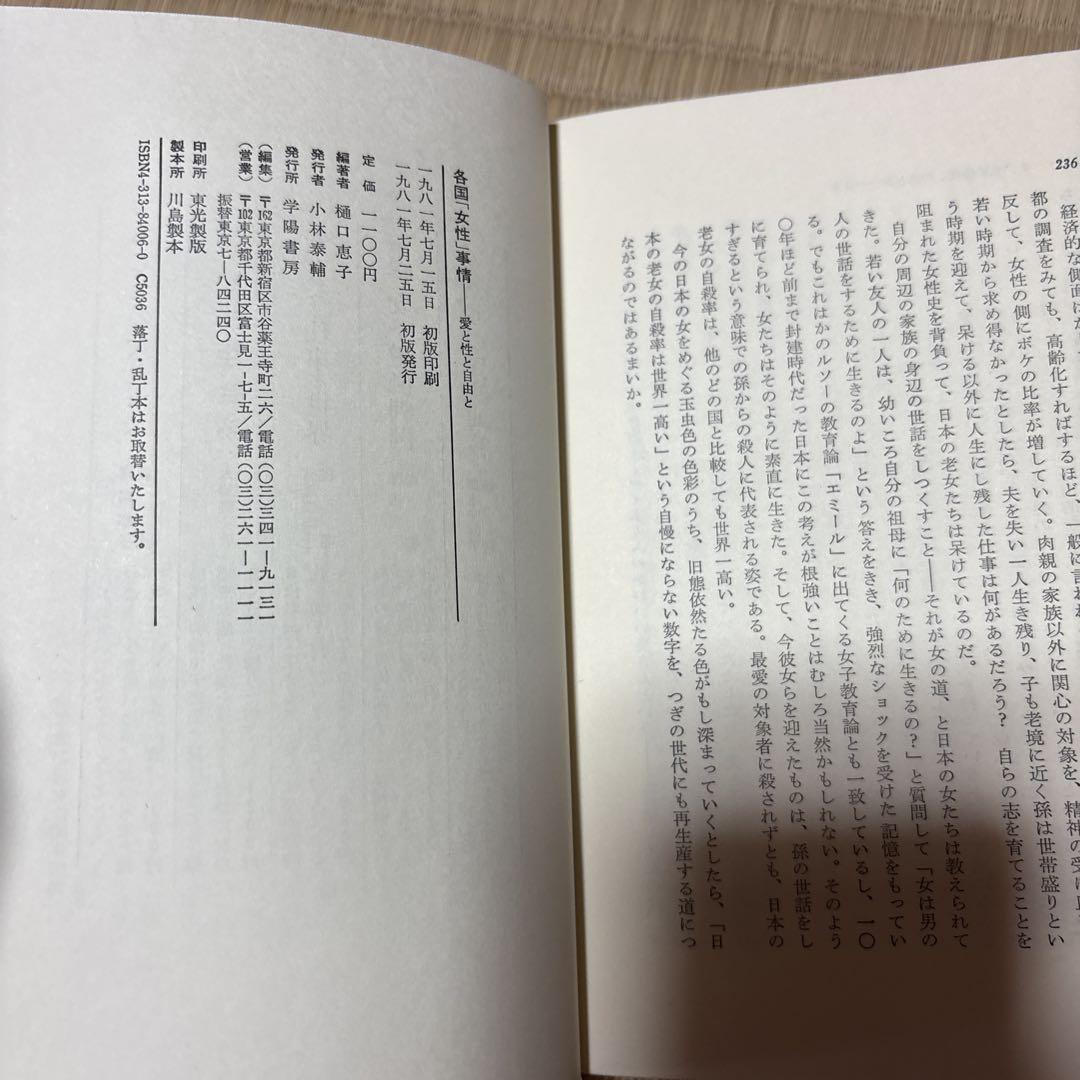 236
経済的な側面は
都の調査をみても、高齢化すればするほど、一般に言われ
反して、女性の側にボケの比率が増していく。肉親の家族以外に関心の対象を、精神の受け
若い時期から求め得なかったとしたら、夫を失い一人生き残り、子も老境に近く孫は世帯盛りとい
う時期を迎えて、呆ける以外に人生にし残した仕事は何があるだろう？　自らの志を育てることを
阻まれた女性史を背負って、日本の老女たちは呆けているのだ。
自分の周辺の家族の身辺の世話をしつくすこと――それが女の道、と日本の女たちは教えられて
きた。若い友人の一人は、幼いころ自分の祖母に「何のために生きるの？」と質問して「女は男の
人の世話をするために生きるのよ」という答えをきき、強烈なショックを受けた記憶をもってい
る。でもこれはかのルソーの教育論「エミール」に出てくる女子教育論とも一致しているし、一〇
〇年ほど前まで封建時代だった日本にこの考えが根強いことはむしろ当然かもしれない。そのよう
に育てられ、女たちはそのように素直に生きた。そして、今彼女らを迎えたものは、孫の世話をし
すぎるという意味での孫からの殺人に代表される姿である。最愛の対象者に殺されずとも、日本の
老女の自殺率は、他のどの国と比較しても世界一高い。
今の日本の女をめぐる玉虫色の色彩のうち、旧態依然たる色がもし深まっていくとしたら、「日
本の老女の自殺率は世界一高い」という自慢にならない数字を、つぎの世代にも再生産する道につ
ながるのではあるまいか。
各国「女性」事情――愛と性と自由と
一九八一年七月一五日　初版印刷
一九八一年七月二五日　初版発行
定　価　一一〇〇円
編著者　樋口恵子
発行者　小林泰輔
発行所　学陽書房
（編集）〒162東京都新宿区市谷薬王寺町二六／電話（〇三）三四一―九一三一
（営業）〒102東京都千代田区富士見一―七―五／電話（〇三）二六一―一一一一
振替東京七―八四二四〇
印刷所　東光製版
製本所　川島製本
ISBN4-313-84006-0　C5036　落丁・乱丁本はお取替いたします。